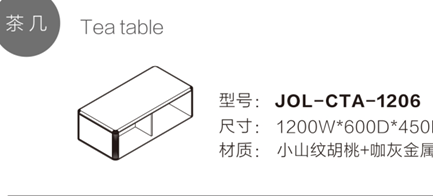 茶几
Tea table
型号: JOL-CTA-1206
尺寸: 1200W*600D*450
材质: 小山纹胡桃+咖灰金属